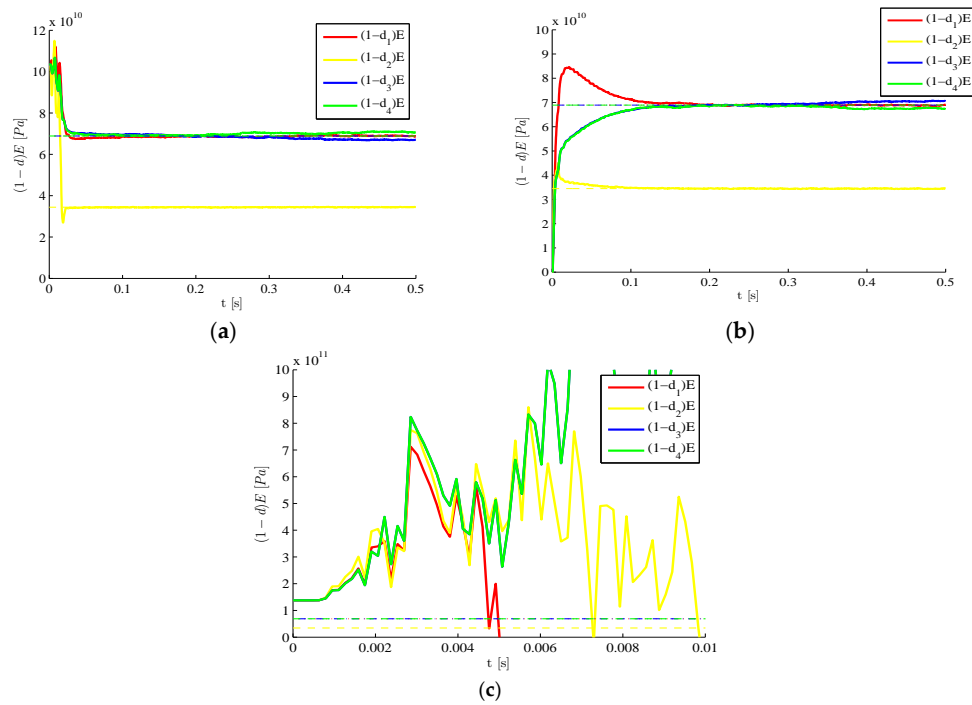 x 10^10
12
10
8
6
4
2
0
(1 − d)E [Pa]
0
0.1
0.2
0.3
0.4
0.5
t [s]
(1−d_1)E
(1−d_2)E
(1−d_3)E
(1−d_4)E
(a)
x 10^10
10
9
8
7
6
5
4
3
2
1
0
(1 − d)E [Pa]
0
0.1
0.2
0.3
0.4
0.5
t [s]
(1−d_1)E
(1−d_2)E
(1−d_3)E
(1−d_4)E
(b)
x 10^11
10
9
8
7
6
5
4
3
2
1
0
(1 − d)E [Pa]
0
0.002
0.004
0.006
0.008
0.01
t [s]
(1−d_1)E
(1−d_2)E
(1−d_3)E
(1−d_4)E
(c)